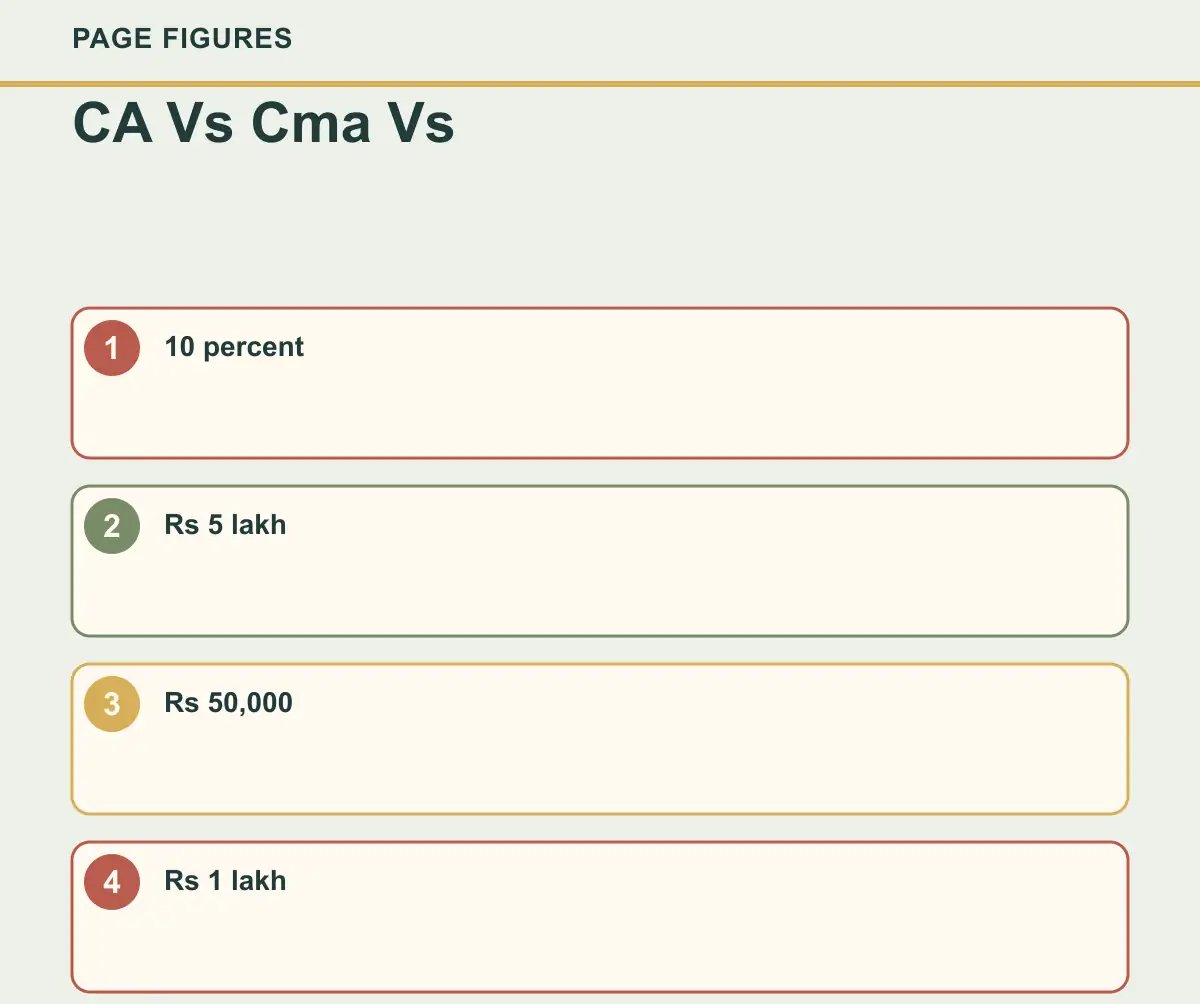 PAGE FIGURES
CA Vs Cma Vs
1 10 percent
2 Rs 5 lakh
3 Rs 50,000
4 Rs 1 lakh